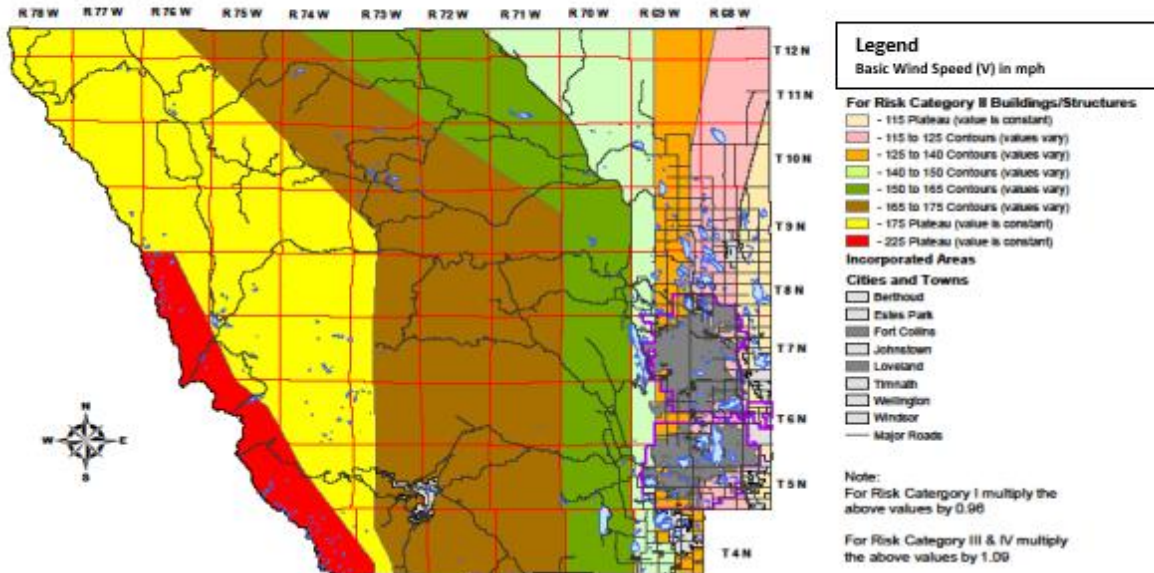 R 78 W R 77 W R 76 W R 75 W R 74 W R 73 W R 72 W R 71 W R 70 W R 69 W R 68 W
T 12 N
T 11 N
T 10 N
T 9 N
T 8 N
T 7 N
T 6 N
T 5 N
T 4 N
N
W E
S
Legend
Basic Wind Speed (V) in mph
For Risk Category II Buildings/Structures
- 115 Plateau (value is constant)
- 115 to 125 Contours (values vary)
- 125 to 140 Contours (values vary)
- 140 to 150 Contours (values vary)
- 150 to 165 Contours (values vary)
- 165 to 175 Contours (values vary)
- 175 Plateau (value is constant)
- 225 Plateau (value is constant)
Incorporated Areas
Cities and Towns
Berthoud
Estes Park
Fort Collins
Johnstown
Loveland
Timnath
Wellington
Windsor
Major Roads
Note:
For Risk Catergory I multiply the
above values by 0.96
For Risk Category III & IV multiply
the above values by 1.09